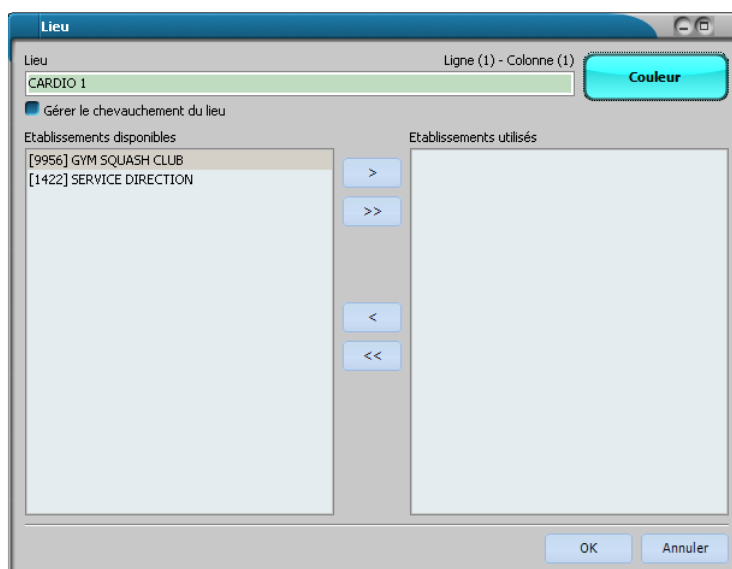 Lieu
Lieu Ligne (1) - Colonne (1)
CARDIO 1
Couleur
Gérer le chevauchement du lieu
Etablissements disponibles Etablissements utilisés
[9956] GYM SQUASH CLUB
[1422] SERVICE DIRECTION
>
>>
<
<<
OK Annuler